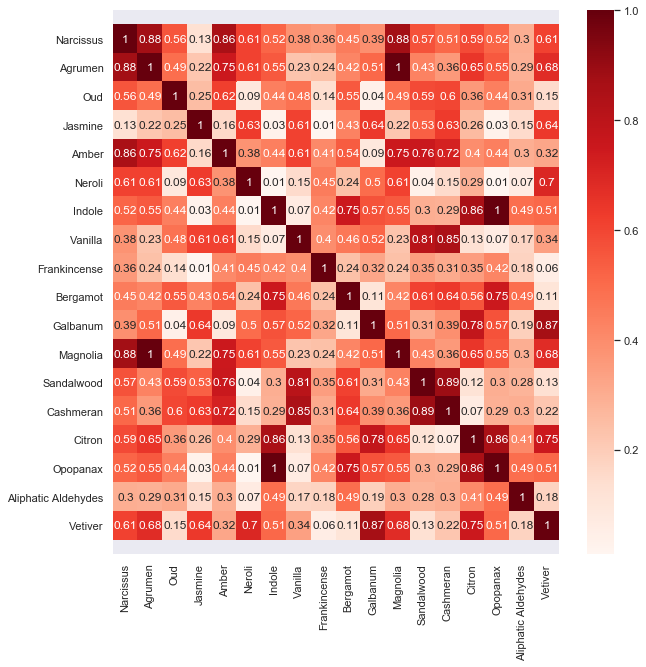 1.0
Narcissus 1 0.88 0.56 0.13 0.86 0.61 0.52 0.38 0.36 0.45 0.39 0.88 0.57 0.51 0.59 0.52 0.3 0.61
Agrumen 0.88 1 0.49 0.22 0.75 0.61 0.55 0.23 0.24 0.42 0.51 1 0.43 0.36 0.65 0.55 0.29 0.68
Oud 0.56 0.49 1 0.25 0.62 0.09 0.44 0.48 0.14 0.55 0.04 0.49 0.59 0.6 0.36 0.44 0.31 0.15
0.8
Jasmine 0.13 0.22 0.25 1 0.16 0.63 0.03 0.61 0.01 0.43 0.64 0.22 0.53 0.63 0.26 0.03 0.15 0.64
Amber 0.86 0.75 0.62 0.16 1 0.38 0.44 0.61 0.41 0.54 0.09 0.75 0.76 0.72 0.4 0.44 0.3 0.32
Neroli 0.61 0.61 0.09 0.63 0.38 1 0.01 0.15 0.45 0.24 0.5 0.61 0.04 0.15 0.29 0.01 0.07 0.7
Indole 0.52 0.55 0.44 0.03 0.44 0.01 1 0.07 0.42 0.75 0.57 0.55 0.3 0.29 0.86 1 0.49 0.51
0.6
Vanilla 0.38 0.23 0.48 0.61 0.61 0.15 0.07 1 0.4 0.46 0.52 0.23 0.81 0.85 0.13 0.07 0.17 0.34
Frankincense 0.36 0.24 0.14 0.01 0.41 0.45 0.42 0.4 1 0.24 0.32 0.24 0.35 0.31 0.35 0.42 0.18 0.06
Bergamot 0.45 0.42 0.55 0.43 0.54 0.24 0.75 0.46 0.24 1 0.11 0.42 0.61 0.64 0.56 0.75 0.49 0.11
Galbanum 0.39 0.51 0.04 0.64 0.09 0.5 0.57 0.52 0.32 0.11 1 0.51 0.31 0.39 0.78 0.57 0.19 0.87
0.4
Magnolia 0.88 1 0.49 0.22 0.75 0.61 0.55 0.23 0.24 0.42 0.51 1 0.43 0.36 0.65 0.55 0.3 0.68
Sandalwood 0.57 0.43 0.59 0.53 0.76 0.04 0.3 0.81 0.35 0.61 0.31 0.43 1 0.89 0.12 0.3 0.28 0.13
Cashmeran 0.51 0.36 0.6 0.63 0.72 0.15 0.29 0.85 0.31 0.64 0.39 0.36 0.89 1 0.07 0.29 0.3 0.22
Citron 0.59 0.65 0.36 0.26 0.4 0.29 0.86 0.13 0.35 0.56 0.78 0.65 0.12 0.07 1 0.86 0.41 0.75
0.2
Opopanax 0.52 0.55 0.44 0.03 0.44 0.01 1 0.07 0.42 0.75 0.57 0.55 0.3 0.29 0.86 1 0.49 0.51
Aliphatic Aldehydes 0.3 0.29 0.31 0.15 0.3 0.07 0.49 0.17 0.18 0.49 0.19 0.3 0.28 0.3 0.41 0.49 1 0.18
Vetiver 0.61 0.68 0.15 0.64 0.32 0.7 0.51 0.34 0.06 0.11 0.87 0.68 0.13 0.22 0.75 0.51 0.18 1
Narcissus
Agrumen
Oud
Jasmine
Amber
Neroli
Indole
Vanilla
Frankincense
Bergamot
Galbanum
Magnolia
Sandalwood
Cashmeran
Citron
Opopanax
Aliphatic Aldehydes
Vetiver